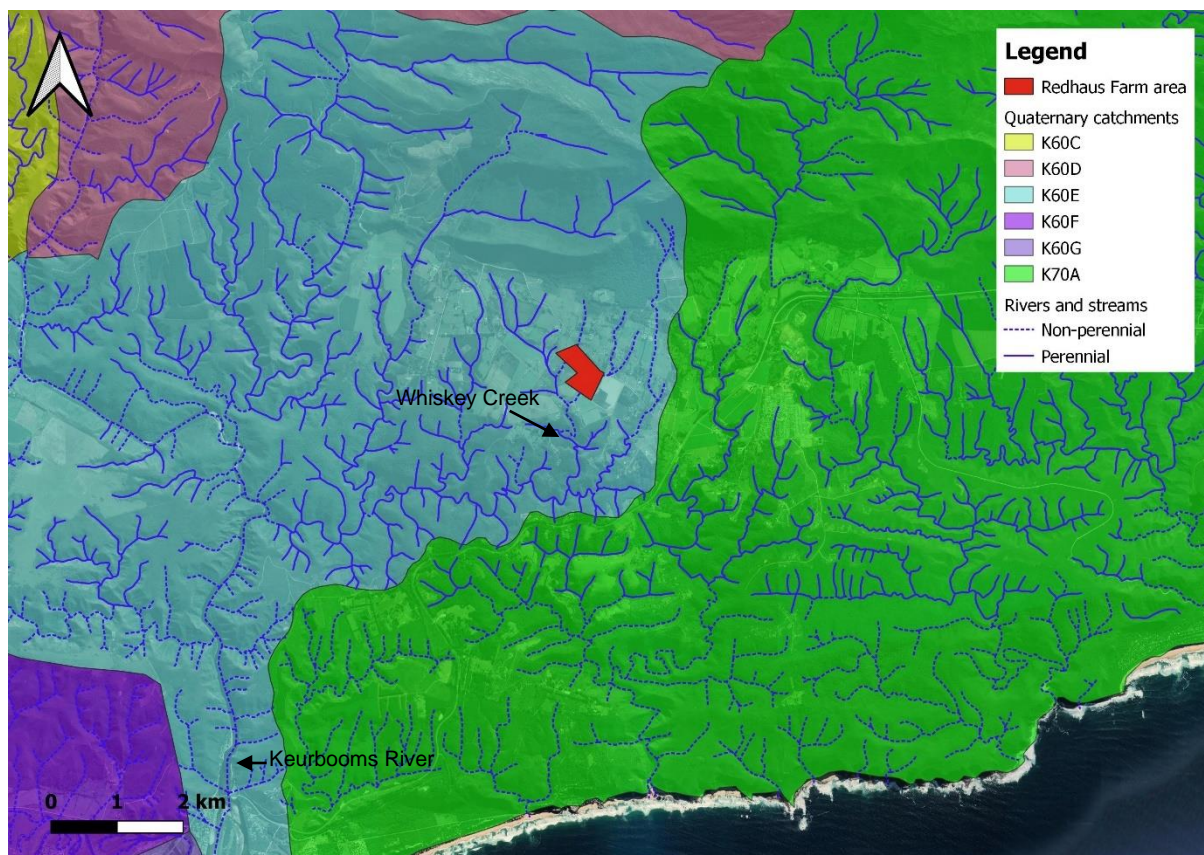 Legend
Redhaus Farm area
Quaternary catchments
K60C
K60D
K60E
K60F
K60G
K70A
Rivers and streams
Non-perennial
Perennial
Whiskey Creek
Keurbooms River
0 1 2 km